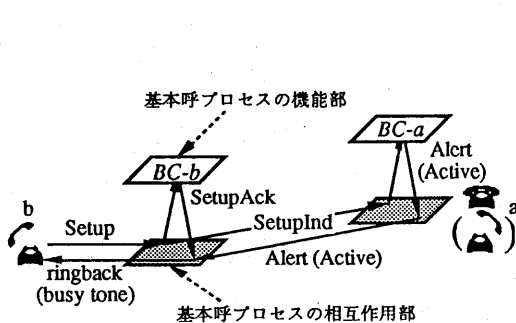 基本呼プロセスの機能部
BC-a
BC-b
Alert
(Active)
SetupAck
b
a
Setup
SetupInd
Alert (Active)
ringback
(busy tone)
基本呼プロセスの相互作用部